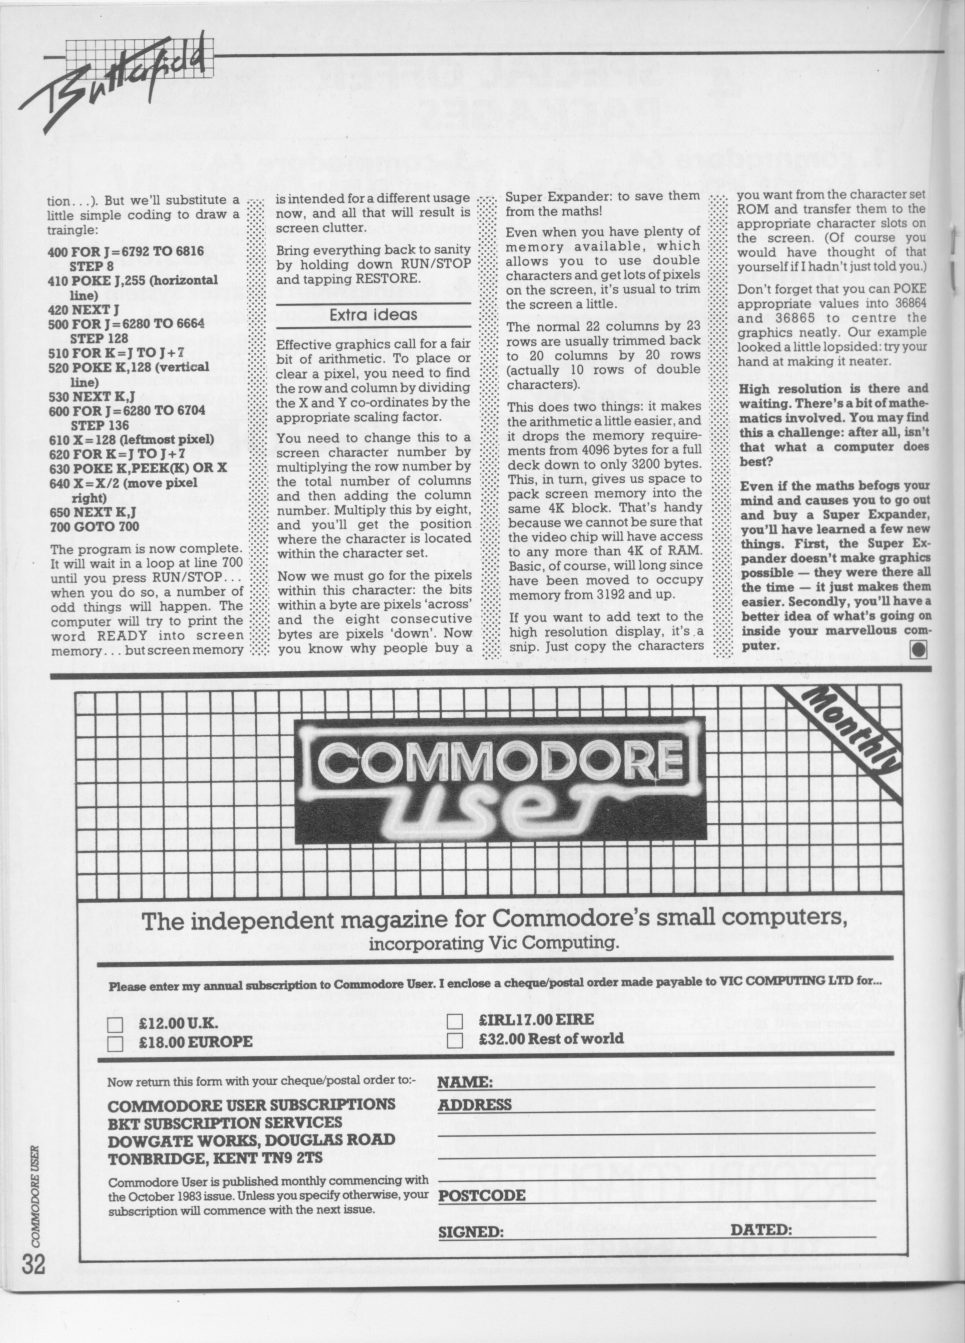 Butterfield
tion...). But we'll substitute a
little simple coding to draw a
traingle:
400 FOR J=6792 TO 6816
STEP 8
410 POKE J,255 (horizontal
line)
420 NEXT J
500 FOR J=6280 TO 6664
STEP 128
510 FOR K=J TO J+7
520 POKE K,128 (vertical
line)
530 NEXT K,J
600 FOR J=6280 TO 6704
STEP 136
610 X=128 (leftmost pixel)
620 FOR K=J TO J+7
630 POKE K,PEEK(K) OR X
640 X=X/2 (move pixel
right)
650 NEXT K,J
700 GOTO 700
The program is now complete.
It will wait in a loop at line 700
until you press RUN/STOP...
when you do so, a number of
odd things will happen. The
computer will try to print the
word READY into screen
memory... but screen memory
is intended for a different usage
now, and all that will result is
screen clutter.
Bring everything back to sanity
by holding down RUN/STOP
and tapping RESTORE.
Extra ideas
Effective graphics call for a fair
bit of arithmetic. To place or
clear a pixel, you need to find
the row and column by dividing
the X and Y co-ordinates by the
appropriate scaling factor.
You need to change this to a
screen character number by
multiplying the row number by
the total number of columns
and then adding the column
number. Multiply this by eight,
and you'll get the position
where the character is located
within the character set.
Now we must go for the pixels
within this character: the bits
within a byte are pixels 'across'
and the eight consecutive
bytes are pixels 'down'. Now
you know why people buy a
Super Expander: to save them
from the maths!
Even when you have plenty of
memory available, which
allows you to use double
characters and get lots of pixels
on the screen, it's usual to trim
the screen a little.
The normal 22 columns by 23
rows are usually trimmed back
to 20 columns by 20 rows
(actually 10 rows of double
characters).
This does two things: it makes
the arithmetic a little easier, and
it drops the memory require-
ments from 4096 bytes for a full
deck down to only 3200 bytes.
This, in turn, gives us space to
pack screen memory into the
same 4K block. That's handy
because we cannot be sure that
the video chip will have access
to any more than 4K of RAM.
Basic, of course, will long since
have been moved to occupy
memory from 3192 and up.
If you want to add text to the
high resolution display, it's a
snip. Just copy the characters
you want from the character set
ROM and transfer them to the
appropriate character slots on
the screen. (Of course you
would have thought of that
yourself if I hadn't just told you.)
Don't forget that you can POKE
appropriate values into 36864
and 36865 to centre the
graphics neatly. Our example
looked a little lopsided: try your
hand at making it neater.
High resolution is there and
waiting. There's a bit of mathe-
matics involved. You may find
this a challenge: after all, isn't
that what a computer does
best?
Even if the maths befogs your
mind and causes you to go out
and buy a Super Expander,
you'll have learned a few new
things. First, the Super Ex-
pander doesn't make graphics
possible — they were there all
the time — it just makes them
easier. Secondly, you'll have a
better idea of what's going on
inside your marvellous com-
puter.
Monthly
COMMODORE
user
The independent magazine for Commodore's small computers,
incorporating Vic Computing.
Please enter my annual subscription to Commodore User. I enclose a cheque/postal order made payable to VIC COMPUTING LTD for...
£12.00 U.K.
£18.00 EUROPE
£IRL17.00 EIRE
£32.00 Rest of world
Now return this form with your cheque/postal order to:-
COMMODORE USER SUBSCRIPTIONS
BKT SUBSCRIPTION SERVICES
DOWGATE WORKS, DOUGLAS ROAD
TONBRIDGE, KENT TN9 2TS
Commodore User is published monthly commencing with
the October 1983 issue. Unless you specify otherwise, your
subscription will commence with the next issue.
NAME:
ADDRESS
POSTCODE
SIGNED: DATED:
COMMODORE USER
32